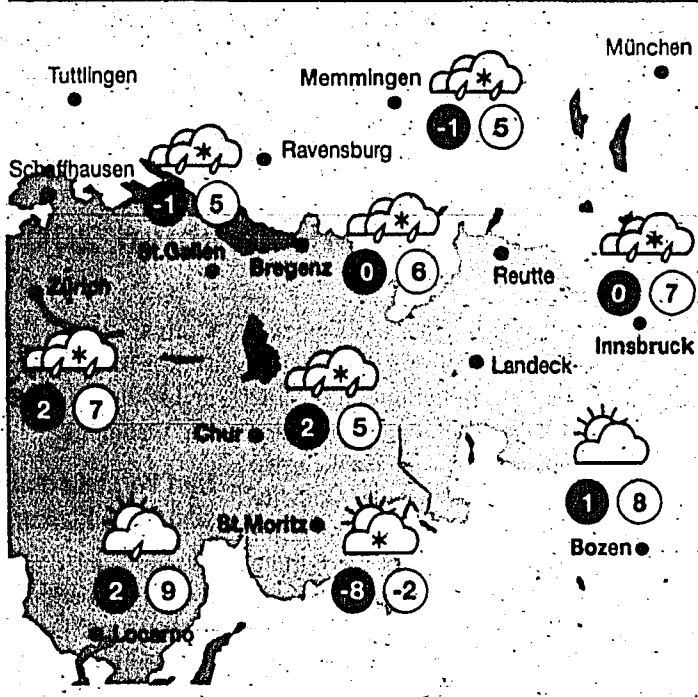 München
Tuttlingen
Memmingen
-1 5
Ravensburg
Schaffhausen
-1 5
St.Gallen
Bregenz
0 6
Reutte
0 7
Zürich
Innsbruck
Landeck
2 7
2 5
Chur
1 8
St.Moritz
Bozen
2 9
-8 -2
Locarno